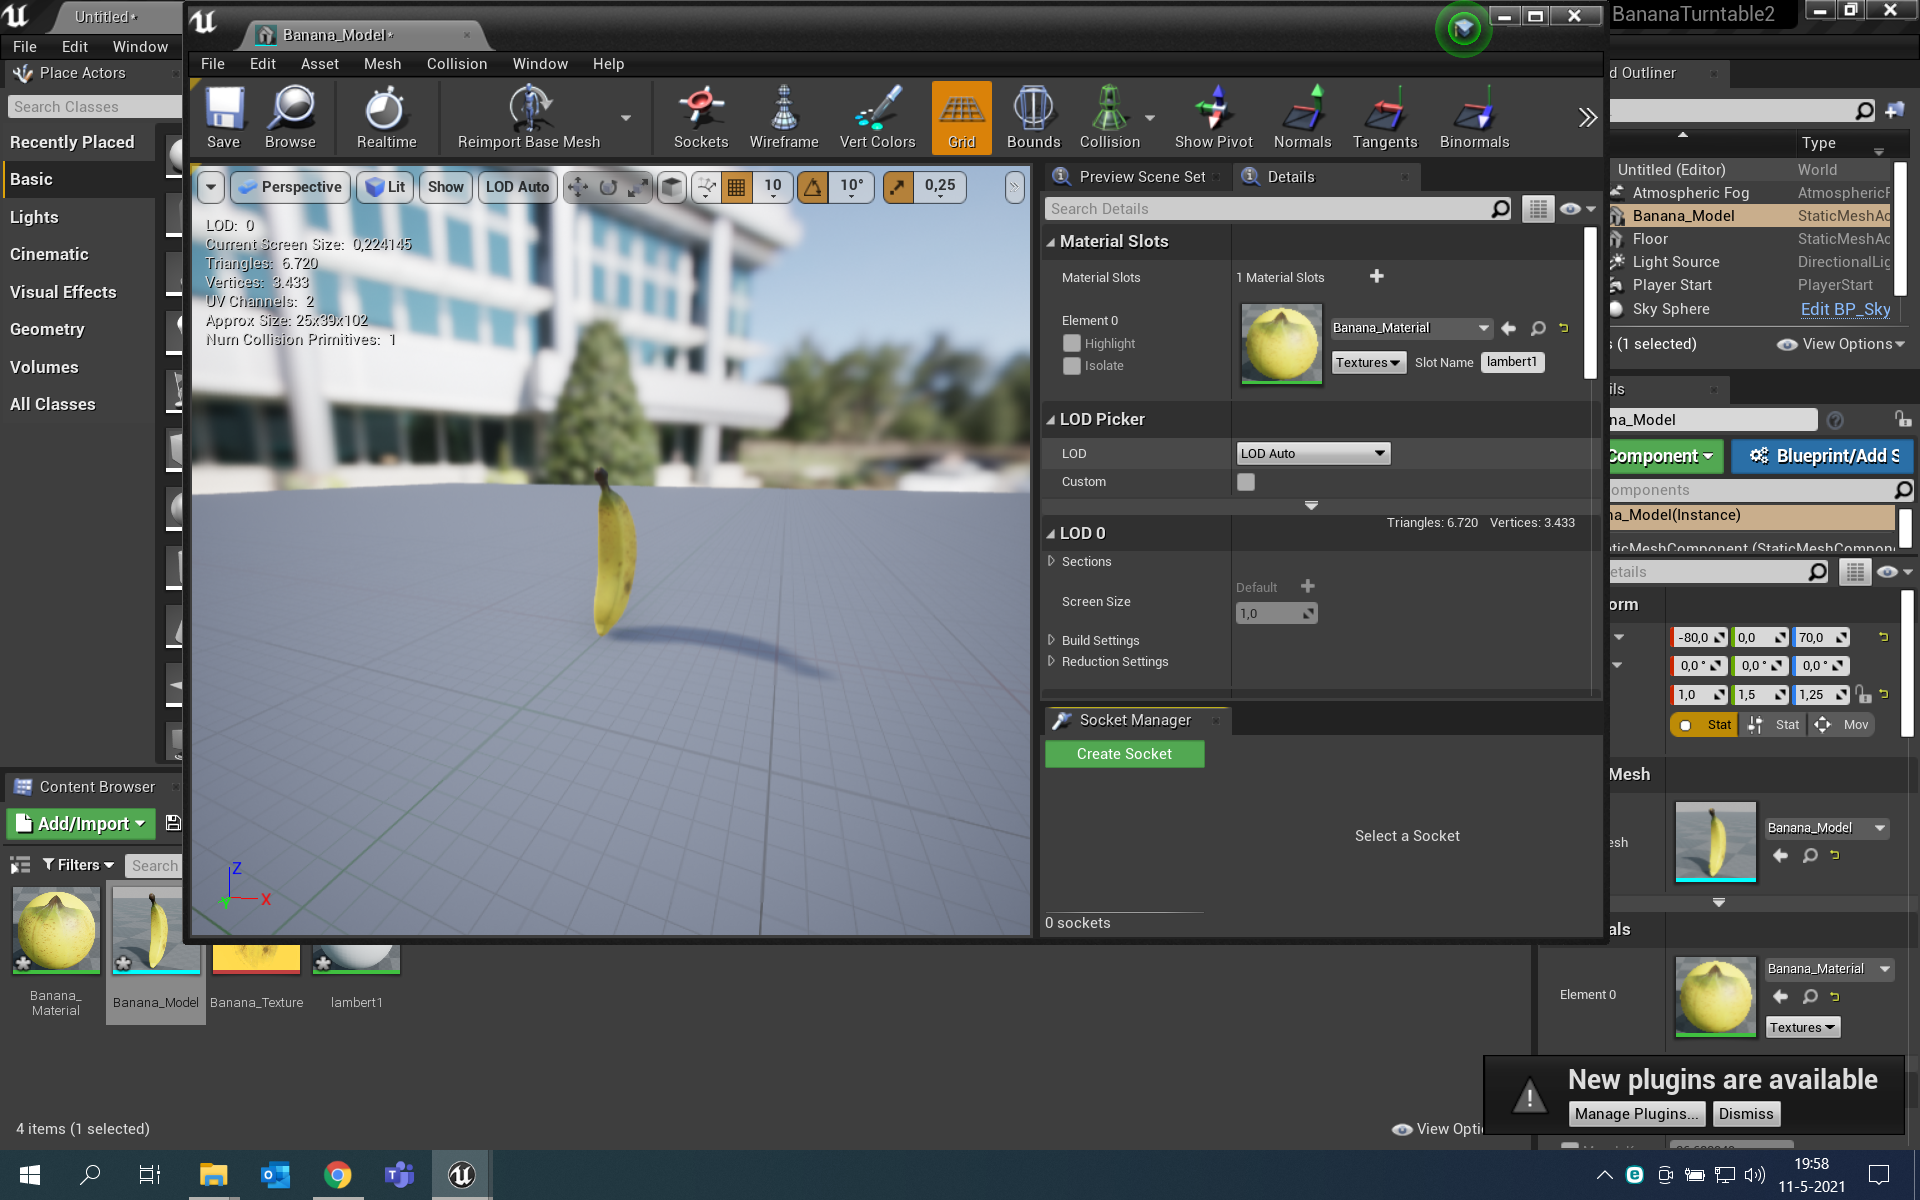 Untitled*
Banana_Model*
BananaTurntable2
File Edit Window
File Edit Asset Mesh Collision Window Help
Place Actors
d Outliner
Search Classes
Save Browse Realtime Reimport Base Mesh Sockets Wireframe Vert Colors Grid Bounds Collision Show Pivot Normals Tangents Binormals
Recently Placed
Basic
Lights
Cinematic
Visual Effects
Geometry
Volumes
All Classes
Perspective Lit Show LOD Auto 10 10° 0,25
LOD: 0
Current Screen Size: 0,224145
Triangles: 6.720
Vertices: 3.433
UV Channels: 2
Approx Size: 25x39x102
Num Collision Primitives: 1
Z
X
Y
Preview Scene Set Details
Search Details
Material Slots
Material Slots 1 Material Slots
Element 0
Highlight
Isolate
Banana_Material
Textures Slot Name lambert1
LOD Picker
LOD LOD Auto
Custom
LOD 0 Triangles: 6.720 Vertices: 3.433
Sections
Default
Screen Size 1,0
Build Settings
Reduction Settings
Socket Manager
Create Socket
Select a Socket
0 sockets
Type
Untitled (Editor) World
Atmospheric Fog AtmosphericF
Banana_Model StaticMeshAc
Floor StaticMeshAc
Light Source DirectionalLig
Player Start PlayerStart
Sky Sphere Edit BP_Sky
s (1 selected) View Options
ils
na_Model
Component Blueprint/Add S
omponents
na_Model(Instance)
taticMeshComponent (StaticMeshCompon
etails
orm
-80,0 0,0 70,0
0,0 ° 0,0 ° 0,0 °
1,0 1,5 1,25
Stat Stat Mov
Mesh
esh Banana_Model
als
Element 0 Banana_Material
Textures
Content Browser
Add/Import
Filters Search
Banana_
Material
Banana_Model
Banana_Texture
lambert1
4 items (1 selected)
View Opti
New plugins are available
Manage Plugins... Dismiss
19:58
11-5-2021